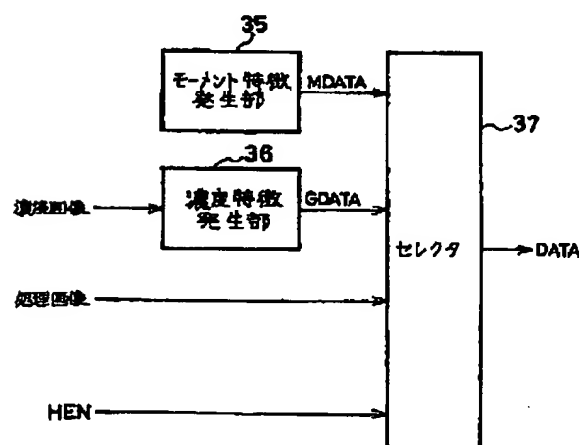 35
モーメント特徴
発生部
MDATA
37
36
濃度特徴
発生部
GDATA
濃淡画像
セレクタ
DATA
処理画像
HEN